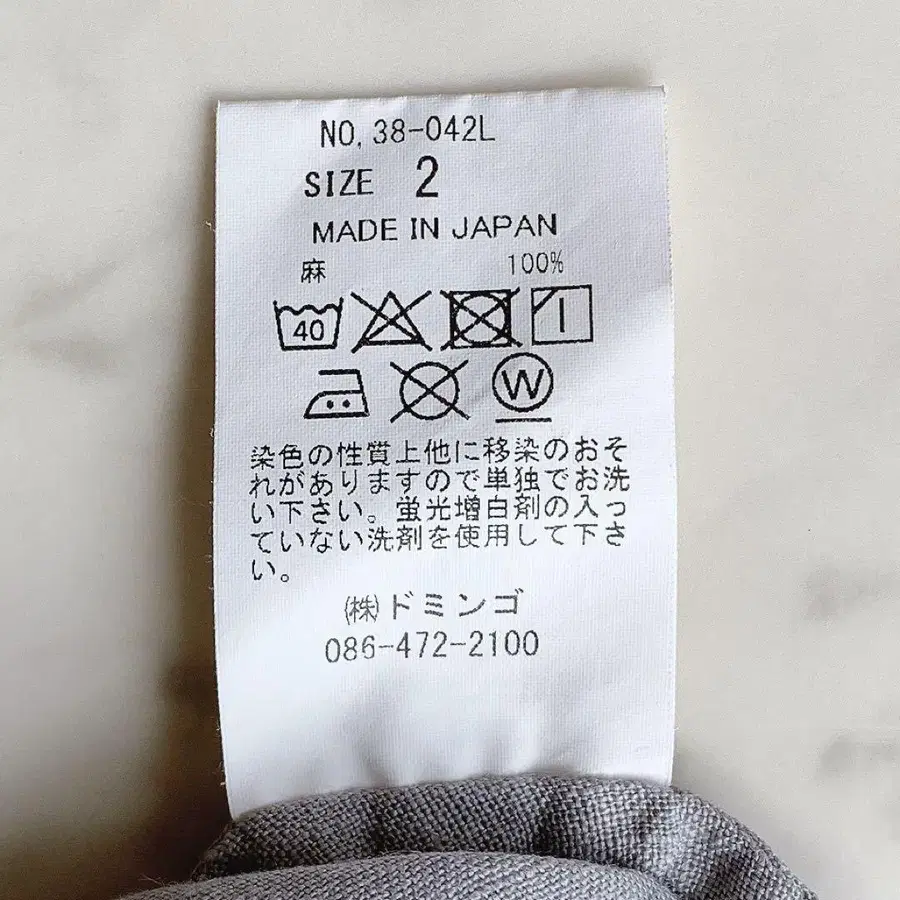 NO, 38-042L
SIZE 2
MADE IN JAPAN
麻 100%
40
W
染色の性質上他に移染のおそ
れがありますので単独でお洗
い下さい。蛍光増白剤の入っ
ていない洗剤を使用して下さ
い。
㈱ドミンゴ
086-472-2100